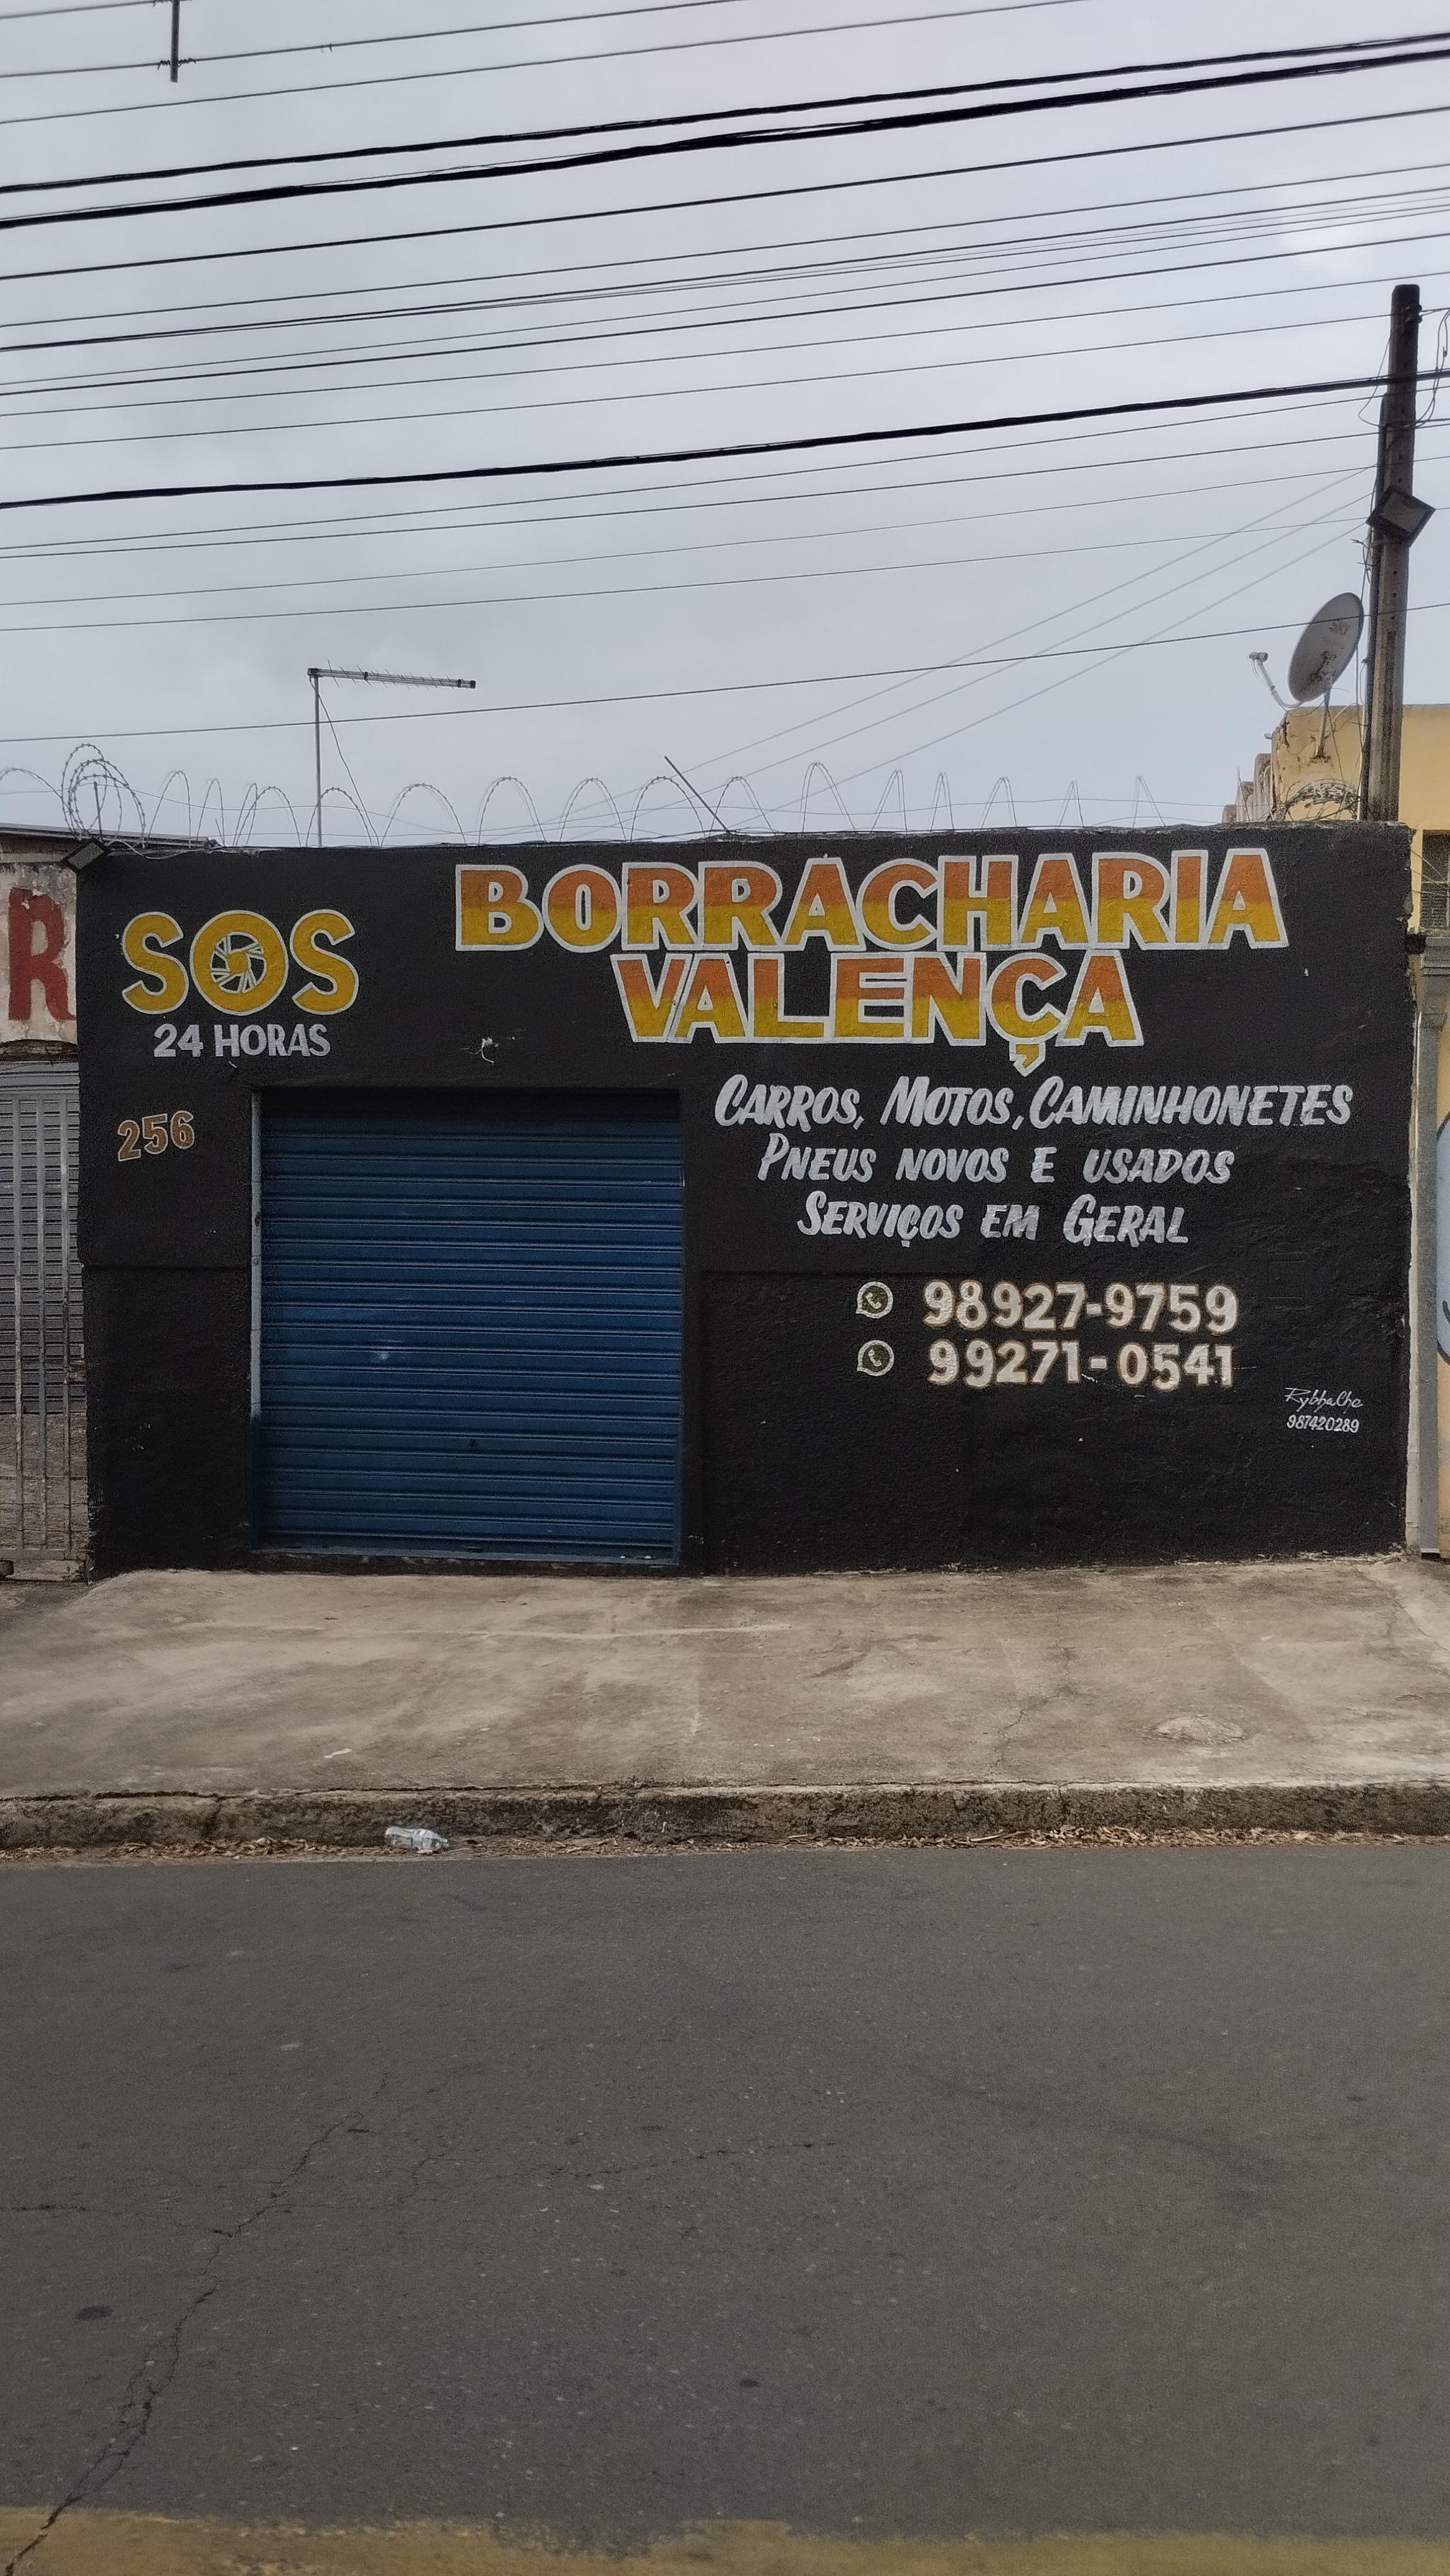 R
SOS
24 HORAS
256
BORRACHARIA
VALENÇA
CARROS, MOTOS, CAMINHONETES
PNEUS NOVOS E USADOS
SERVIÇOS EM GERAL
98927-9759
99271-0541
987420289